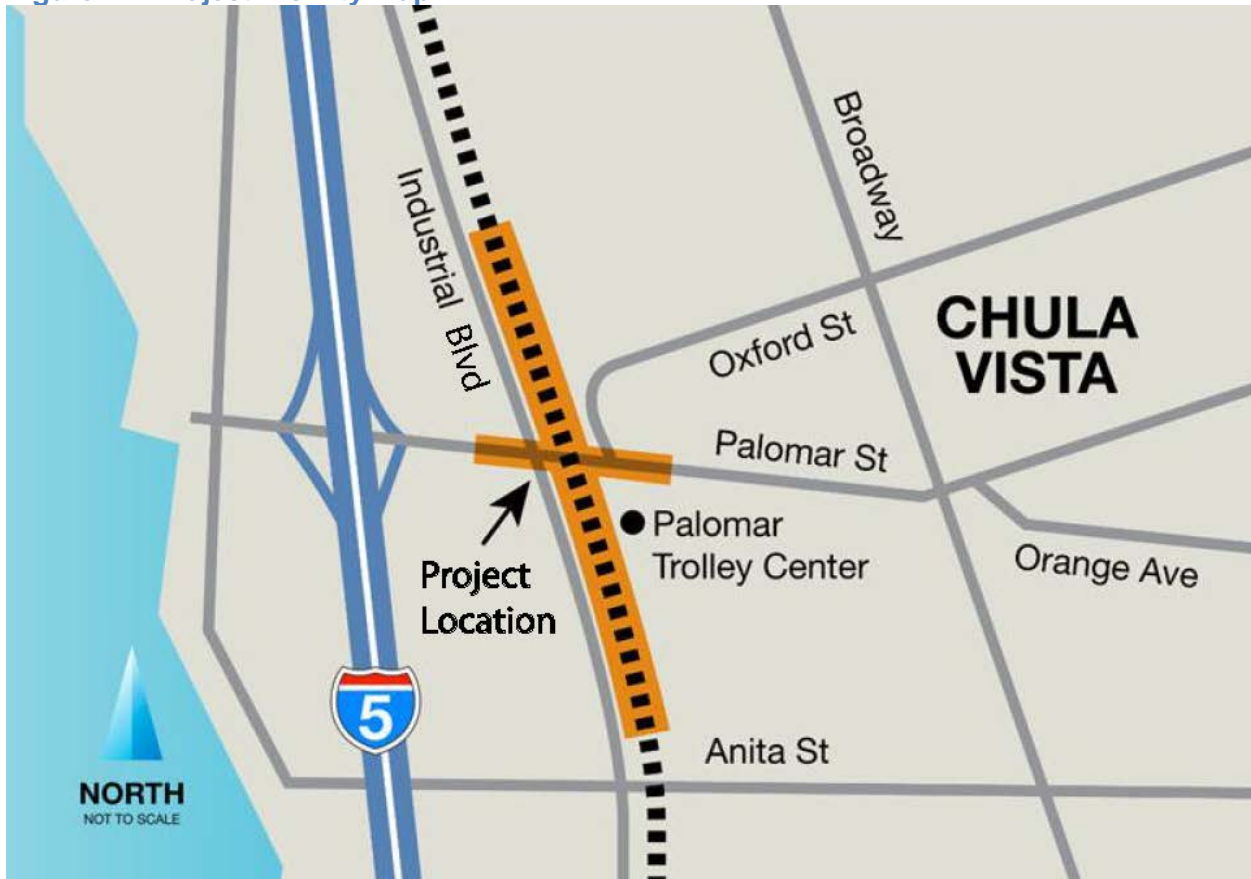 Industrial Blvd
Broadway
CHULA
VISTA
Oxford St
Palomar St
Palomar
Trolley Center
Orange Ave
Project
Location
5
Anita St
NORTH
NOT TO SCALE